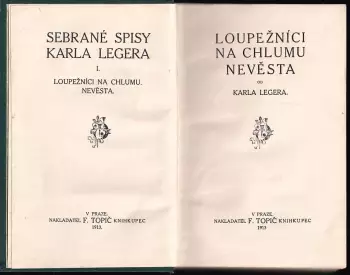 SEBRANÉ SPISY
KARLA LEGERA
I.
LOUPEŽNÍCI NA CHLUMU.
NEVĚSTA.
V PRAZE.
NAKLADATEL F. TOPIČ KNIHKUPEC
1913.
LOUPEŽNÍCI
NA CHLUMU
NEVĚSTA
OD
KARLA LEGERA.
V PRAZE.
NAKLADATEL F. TOPIČ KNIHKUPEC
1913